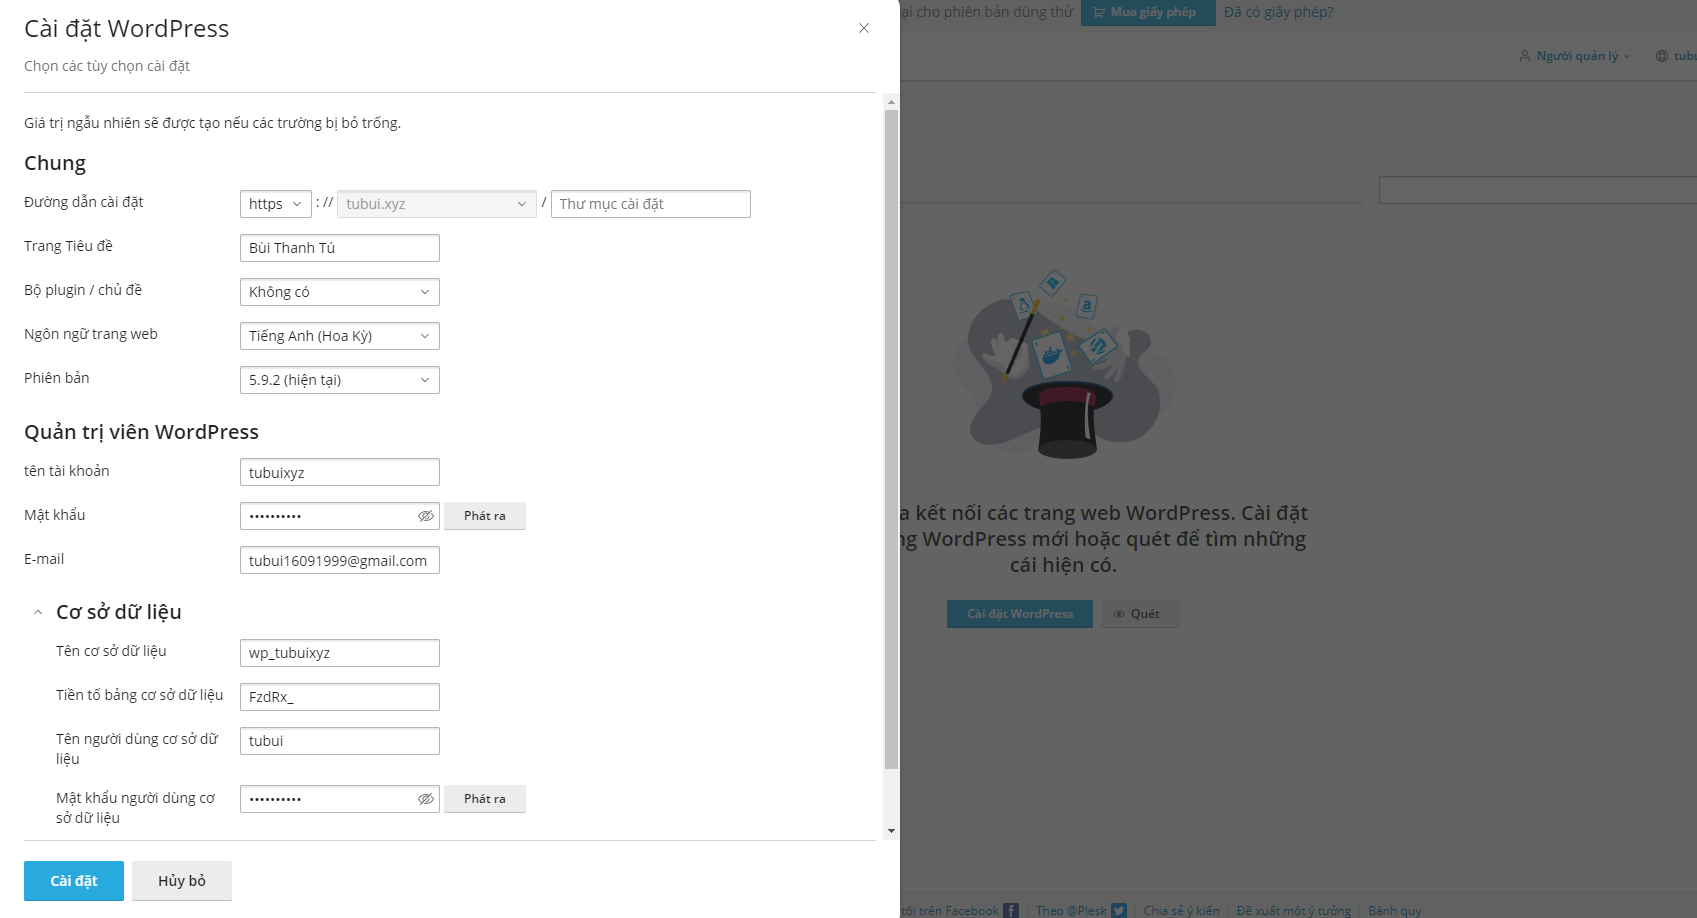 Cài đặt WordPress
Chọn các tùy chọn cài đặt
Giá trị ngẫu nhiên sẽ được tạo nếu các trường bị bỏ trống.
Chung
Đường dẫn cài đặt https :// tubui.xyz / Thư mục cài đặt
Trang Tiêu đề Bùi Thanh Tú
Bộ plugin / chủ đề Không có
Ngôn ngữ trang web Tiếng Anh (Hoa Kỳ)
Phiên bản 5.9.2 (hiện tại)
Quản trị viên WordPress
tên tài khoản tubuixyz
Mật khẩu •••••••••• Phát ra
E-mail tubui16091999@gmail.com
Cơ sở dữ liệu
Tên cơ sở dữ liệu wp_tubuixyz
Tiền tố bảng cơ sở dữ liệu FzdRx_
Tên người dùng cơ sở dữ tubui
liệu
Mật khẩu người dùng cơ •••••••••• Phát ra
sở dữ liệu
Cài đặt Hủy bỏ
ại cho phiên bản dùng thử Mua giấy phép Đã có giấy phép?
Người quản lý tubu
a kết nối các trang web WordPress. Cài đặt
ng WordPress mới hoặc quét để tìm những
cái hiện có.
Cài đặt WordPress Quét
tôi trên Facebook Theo @Plesk Chia sẻ ý kiến Đề xuất một ý tưởng Bánh quy